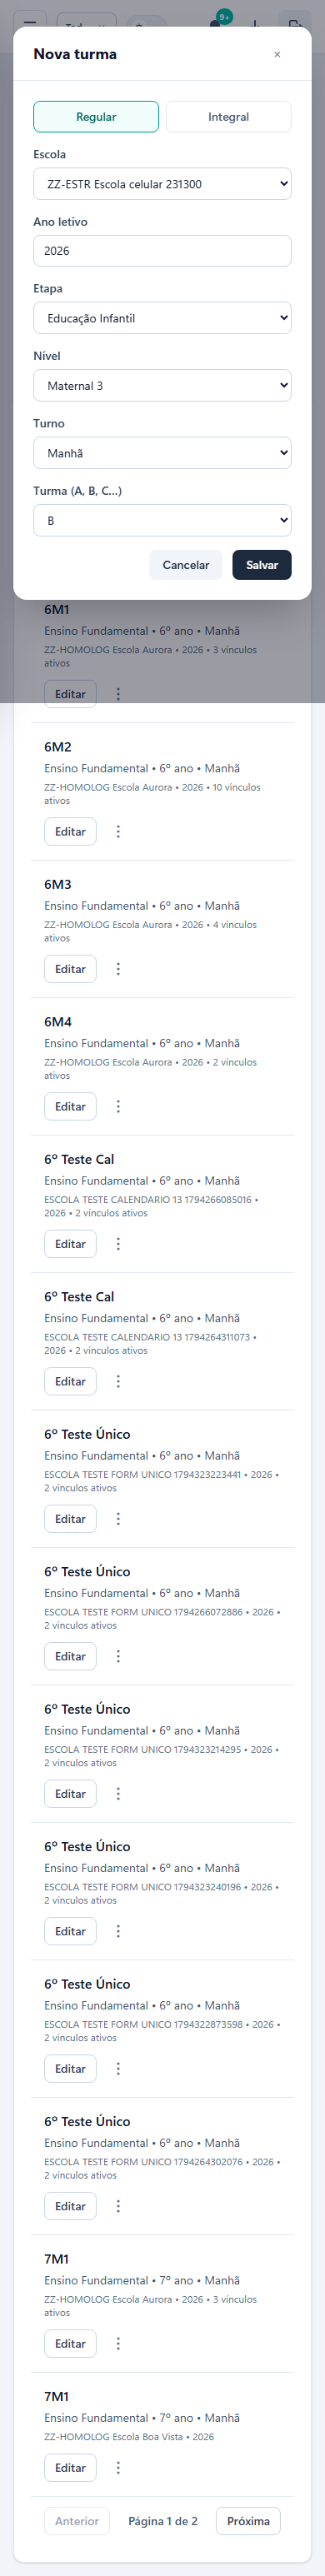 9+
Nova turma
×
Regular
Integral
Escola
ZZ-ESTR Escola celular 231300
Ano letivo
2026
Etapa
Educação Infantil
Nível
Maternal 3
Turno
Manhã
Turma (A, B, C...)
B
Cancelar
Salvar
6M1
Ensino Fundamental • 6º ano • Manhã
ZZ-HOMOLOG Escola Aurora • 2026 • 3 vínculos
ativos
Editar
6M2
Ensino Fundamental • 6º ano • Manhã
ZZ-HOMOLOG Escola Aurora • 2026 • 10 vínculos
ativos
Editar
6M3
Ensino Fundamental • 6º ano • Manhã
ZZ-HOMOLOG Escola Aurora • 2026 • 4 vínculos
ativos
Editar
6M4
Ensino Fundamental • 6º ano • Manhã
ZZ-HOMOLOG Escola Aurora • 2026 • 2 vínculos
ativos
Editar
6º Teste Cal
Ensino Fundamental • 6º ano • Manhã
ESCOLA TESTE CALENDARIO 13 1794266085016 •
2026 • 2 vínculos ativos
Editar
6º Teste Cal
Ensino Fundamental • 6º ano • Manhã
ESCOLA TESTE CALENDARIO 13 1794264311073 •
2026 • 2 vínculos ativos
Editar
6º Teste Único
Ensino Fundamental • 6º ano • Manhã
ESCOLA TESTE FORM UNICO 1794323223441 • 2026 •
2 vínculos ativos
Editar
6º Teste Único
Ensino Fundamental • 6º ano • Manhã
ESCOLA TESTE FORM UNICO 1794266072886 • 2026 •
2 vínculos ativos
Editar
6º Teste Único
Ensino Fundamental • 6º ano • Manhã
ESCOLA TESTE FORM UNICO 1794323214295 • 2026 •
2 vínculos ativos
Editar
6º Teste Único
Ensino Fundamental • 6º ano • Manhã
ESCOLA TESTE FORM UNICO 1794323240196 • 2026 •
2 vínculos ativos
Editar
6º Teste Único
Ensino Fundamental • 6º ano • Manhã
ESCOLA TESTE FORM UNICO 1794322873598 • 2026 •
2 vínculos ativos
Editar
6º Teste Único
Ensino Fundamental • 6º ano • Manhã
ESCOLA TESTE FORM UNICO 1794264302076 • 2026 •
2 vínculos ativos
Editar
7M1
Ensino Fundamental • 7º ano • Manhã
ZZ-HOMOLOG Escola Aurora • 2026 • 3 vínculos
ativos
Editar
7M1
Ensino Fundamental • 7º ano • Manhã
ZZ-HOMOLOG Escola Boa Vista • 2026
Editar
Anterior
Página 1 de 2
Próxima